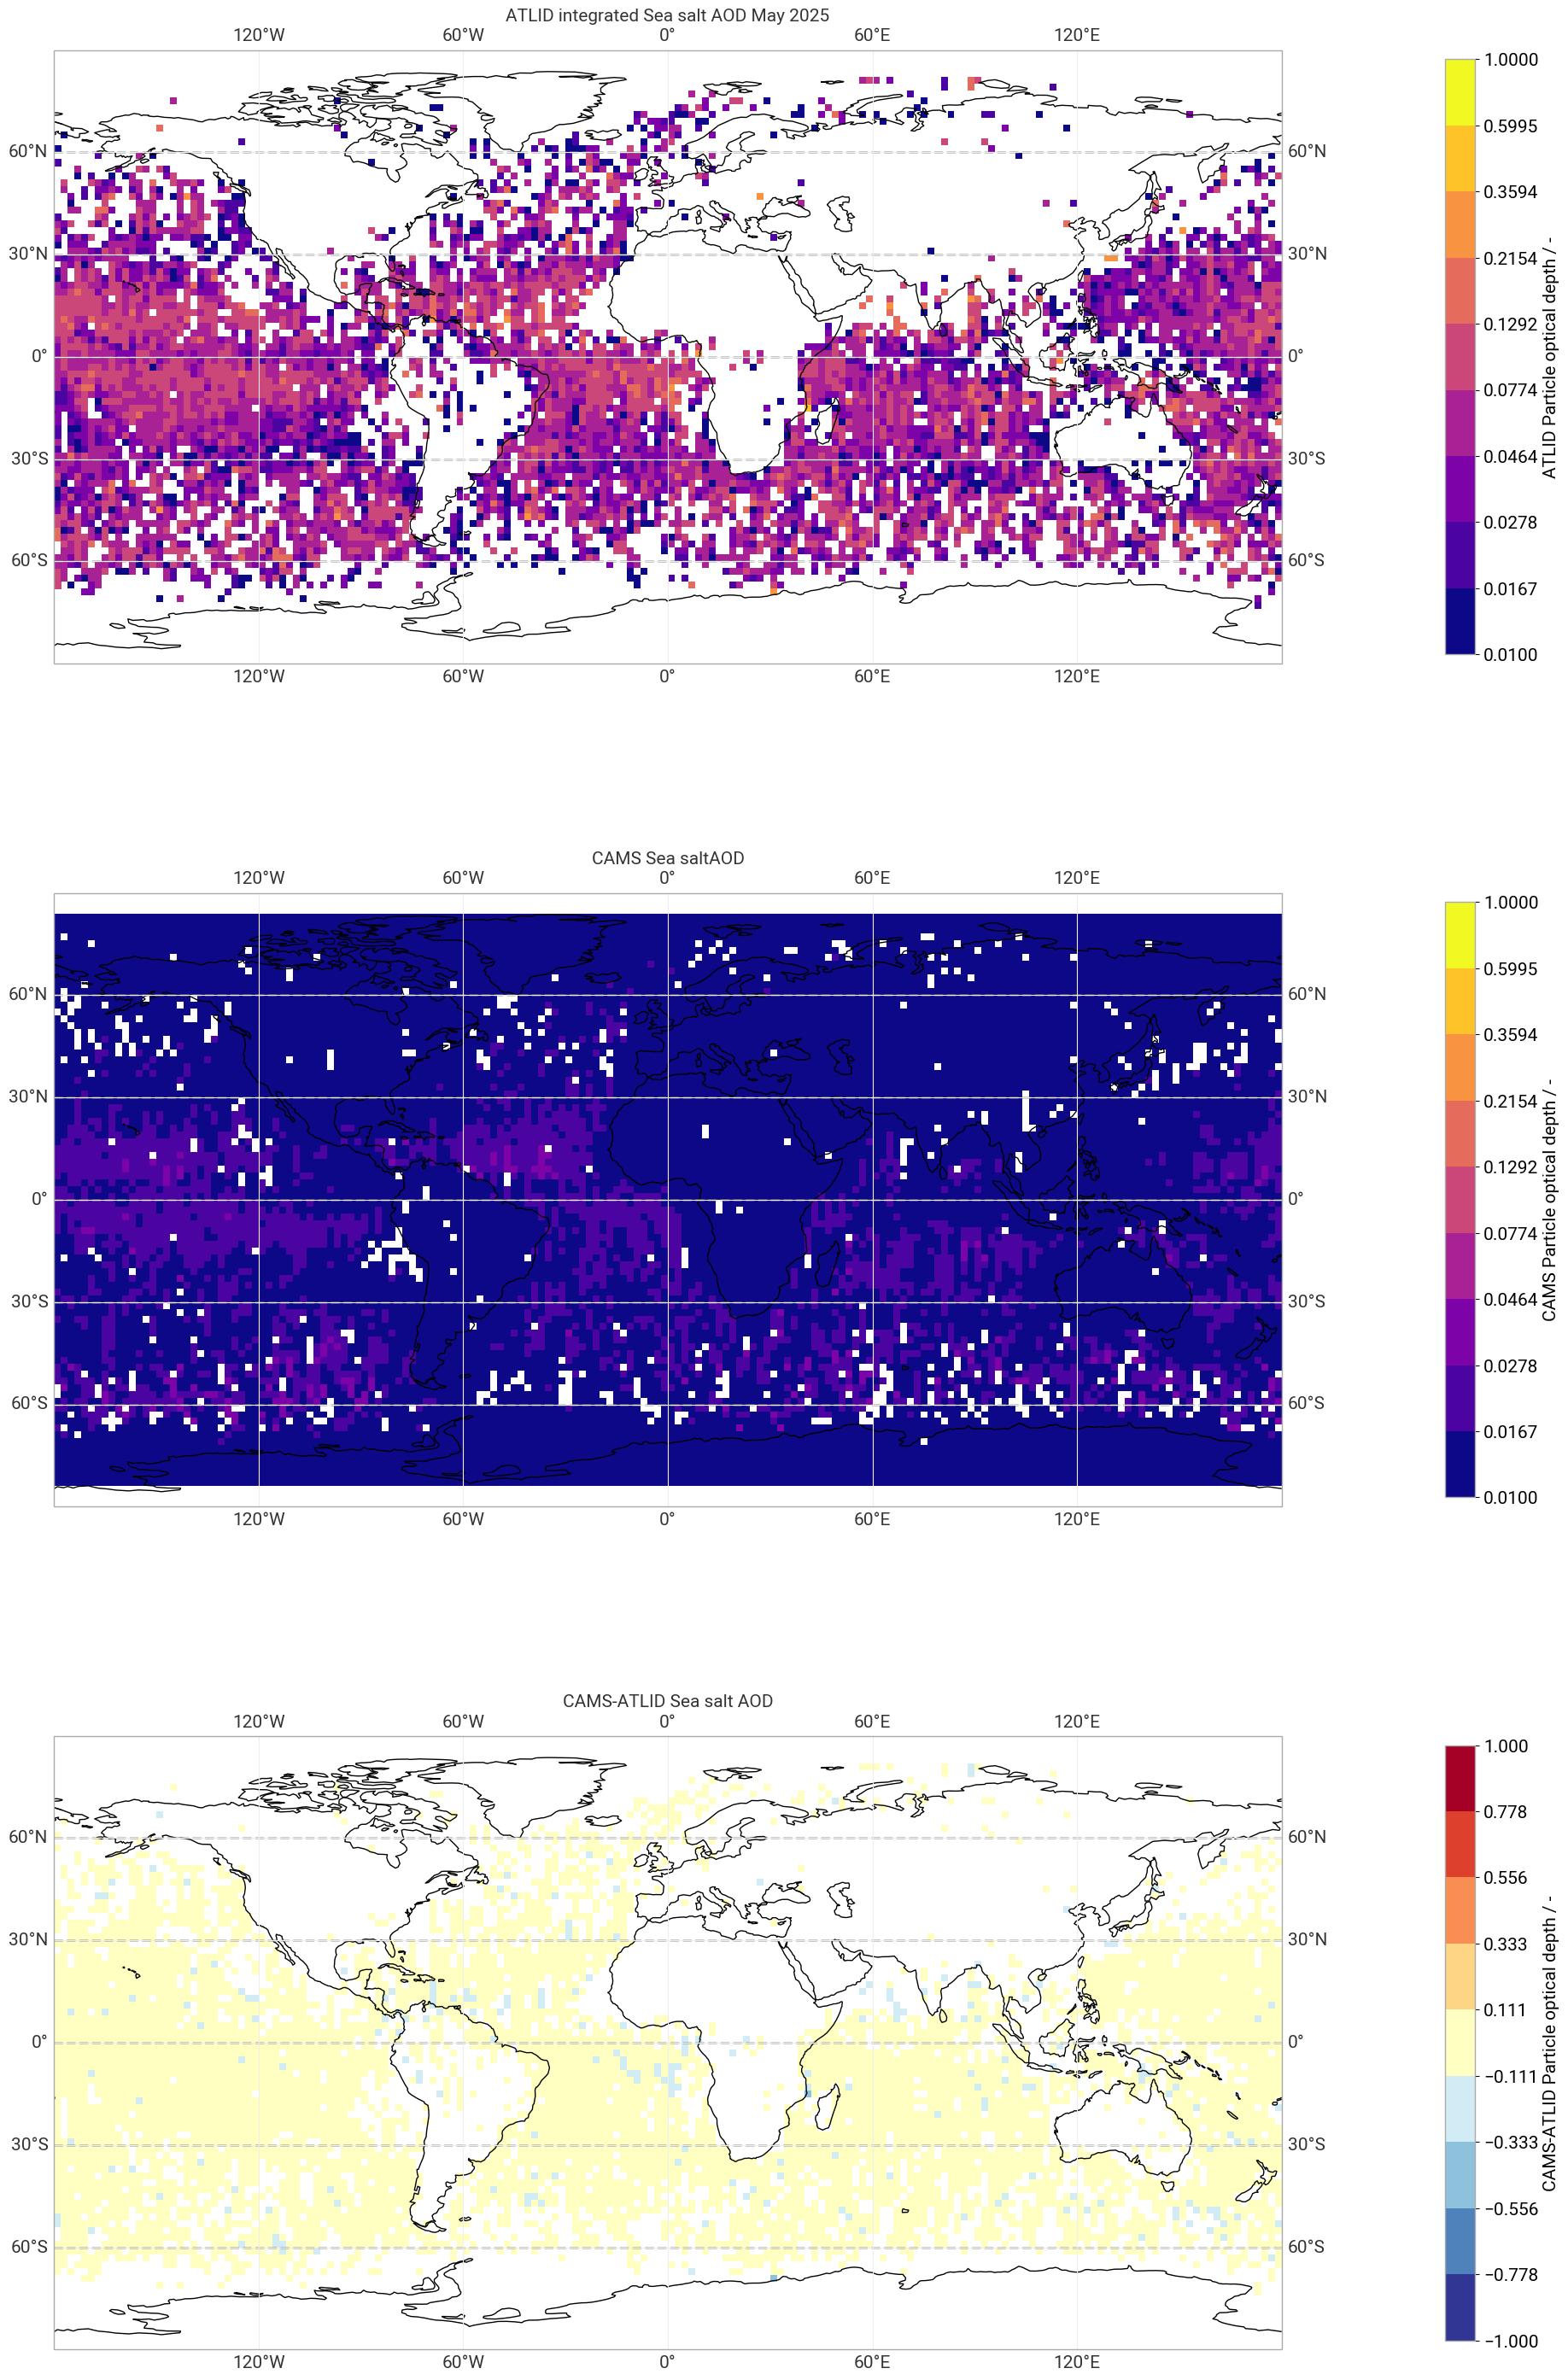 ATLID integrated Sea salt AOD May 2025
120°W 60°W 0° 60°E 120°E
60°N 60°N
30°N 30°N
0° 0°
30°S 30°S
60°S 60°S
120°W 60°W 0° 60°E 120°E
1.0000
0.5995
0.3594
0.2154
0.1292
0.0774
0.0464
0.0278
0.0167
0.0100
ATLID Particle optical depth / -
CAMS Sea saltAOD
120°W 60°W 0° 60°E 120°E
60°N 60°N
30°N 30°N
0° 0°
30°S 30°S
60°S 60°S
120°W 60°W 0° 60°E 120°E
1.0000
0.5995
0.3594
0.2154
0.1292
0.0774
0.0464
0.0278
0.0167
0.0100
CAMS Particle optical depth / -
CAMS-ATLID Sea salt AOD
120°W 60°W 0° 60°E 120°E
60°N 60°N
30°N 30°N
0° 0°
30°S 30°S
60°S 60°S
120°W 60°W 0° 60°E 120°E
1.000
0.778
0.556
0.333
0.111
−0.111
−0.333
−0.556
−0.778
−1.000
CAMS-ATLID Particle optical depth / -